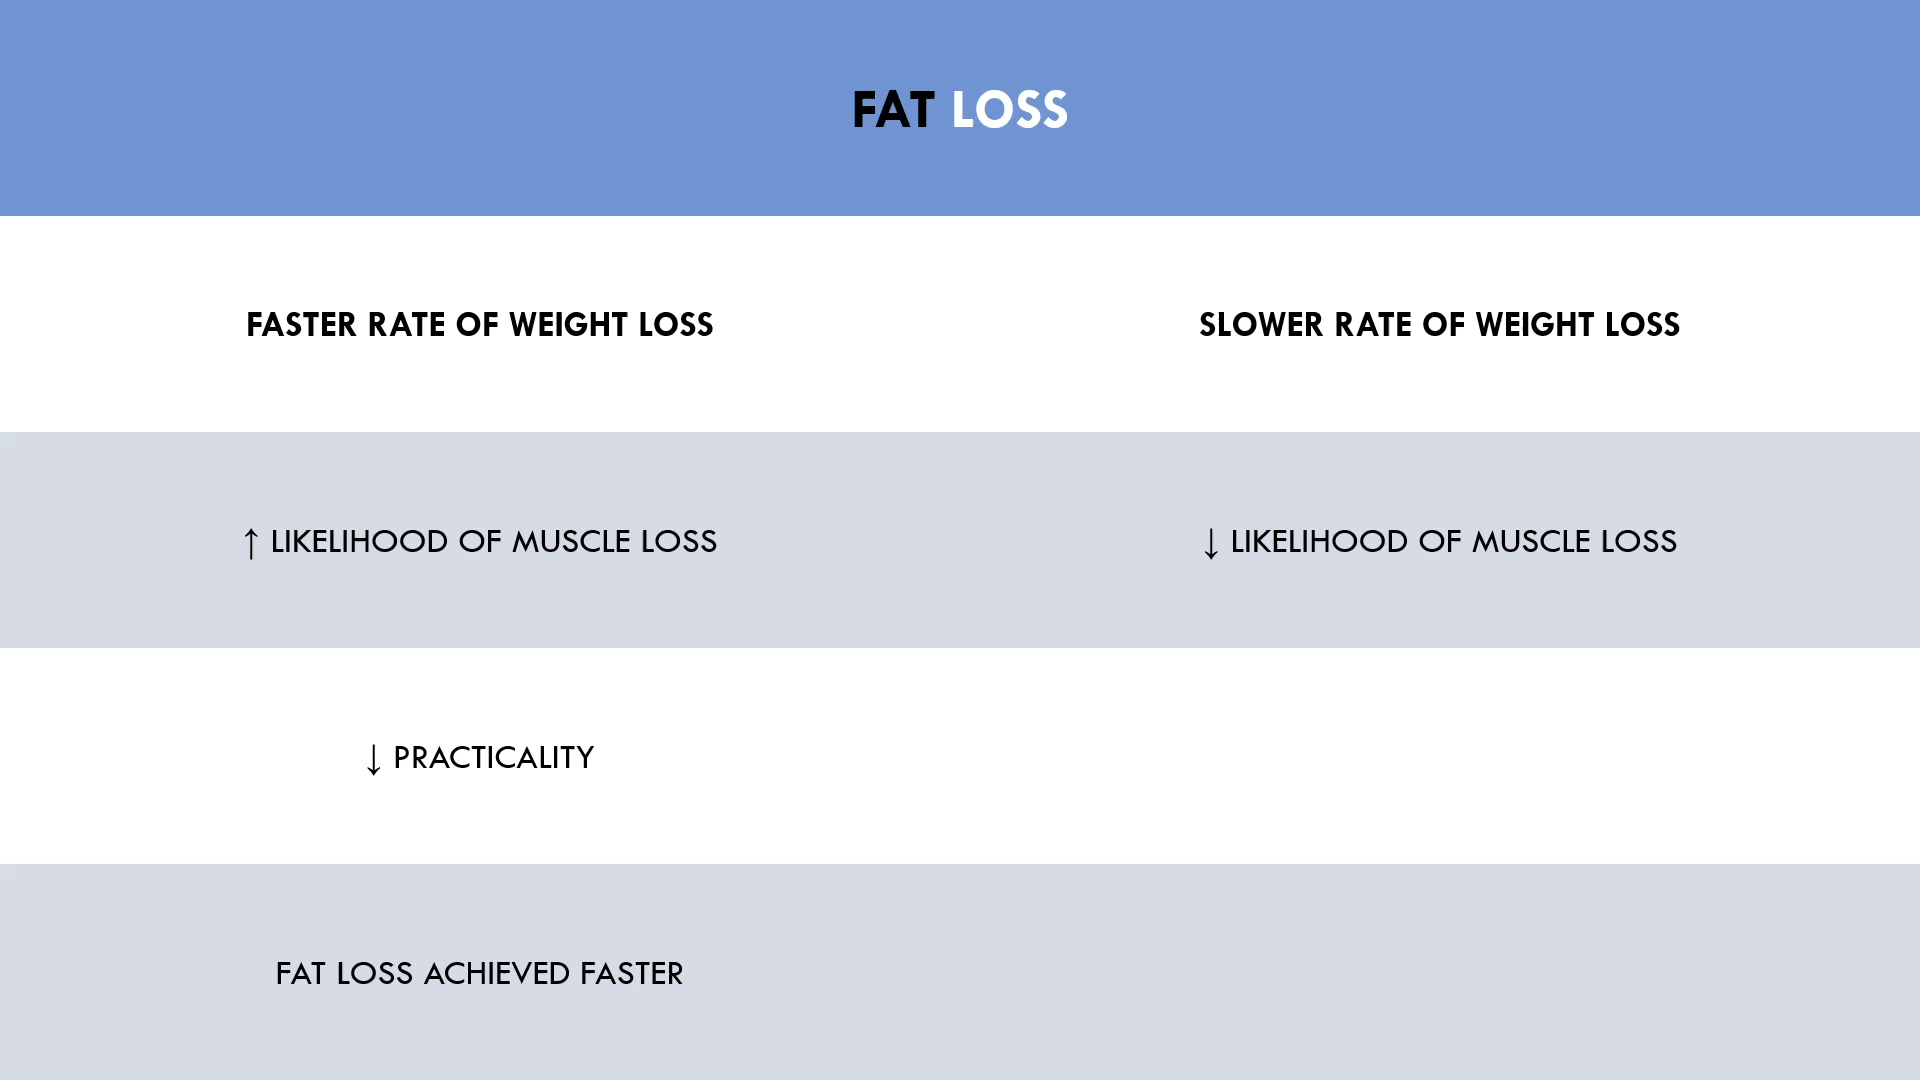 FAT LOSS
FASTER RATE OF WEIGHT LOSS
SLOWER RATE OF WEIGHT LOSS
↑ LIKELIHOOD OF MUSCLE LOSS
↓ LIKELIHOOD OF MUSCLE LOSS
↓ PRACTICALITY
FAT LOSS ACHIEVED FASTER